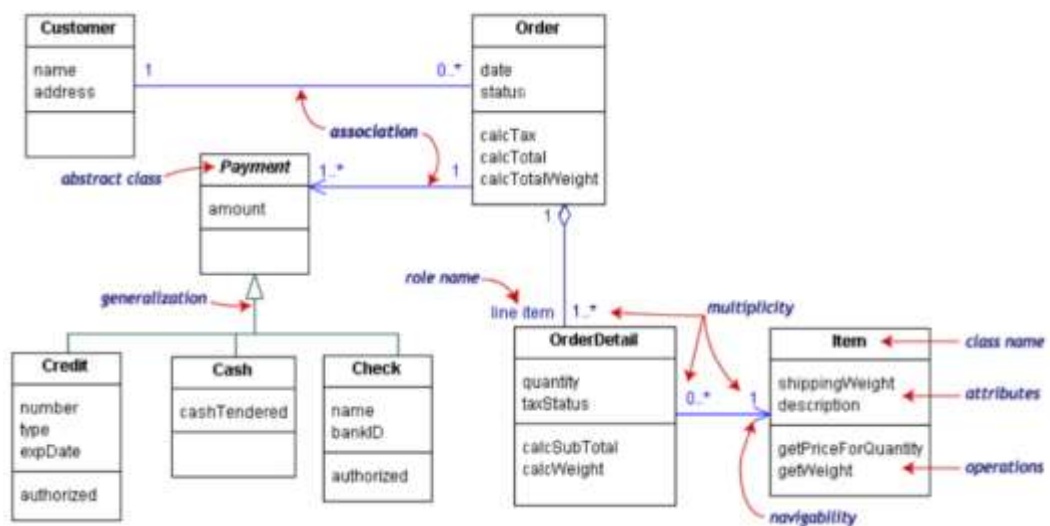 Customer
name
address
1
0..*
Order
date
status
calcTax
calcTotal
calcTotalWeight
association
abstract class
Payment
amount
1..*
1
generalization
1
role name
line item
1..*
multiplicity
Credit
number
type
expDate
authorized
Cash
cashTendered
Check
name
bankID
authorized
OrderDetail
quantity
taxStatus
calcSubTotal
calcWeight
0..*
1
Item
shippingWeight
description
getPriceForQuantity
getWeight
class name
attributes
operations
navigability